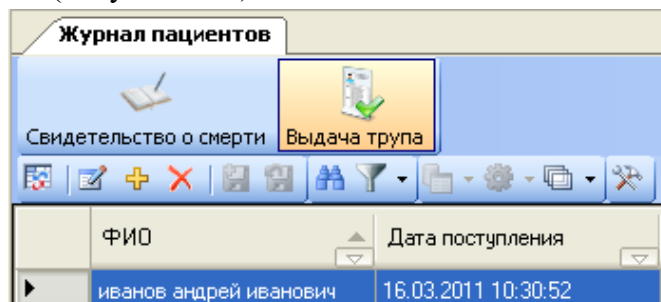 Журнал пациентов
Свидетельство о смерти Выдача трупа
ФИО Дата поступления
иванов андрей иванович 16.03.2011 10:30:52